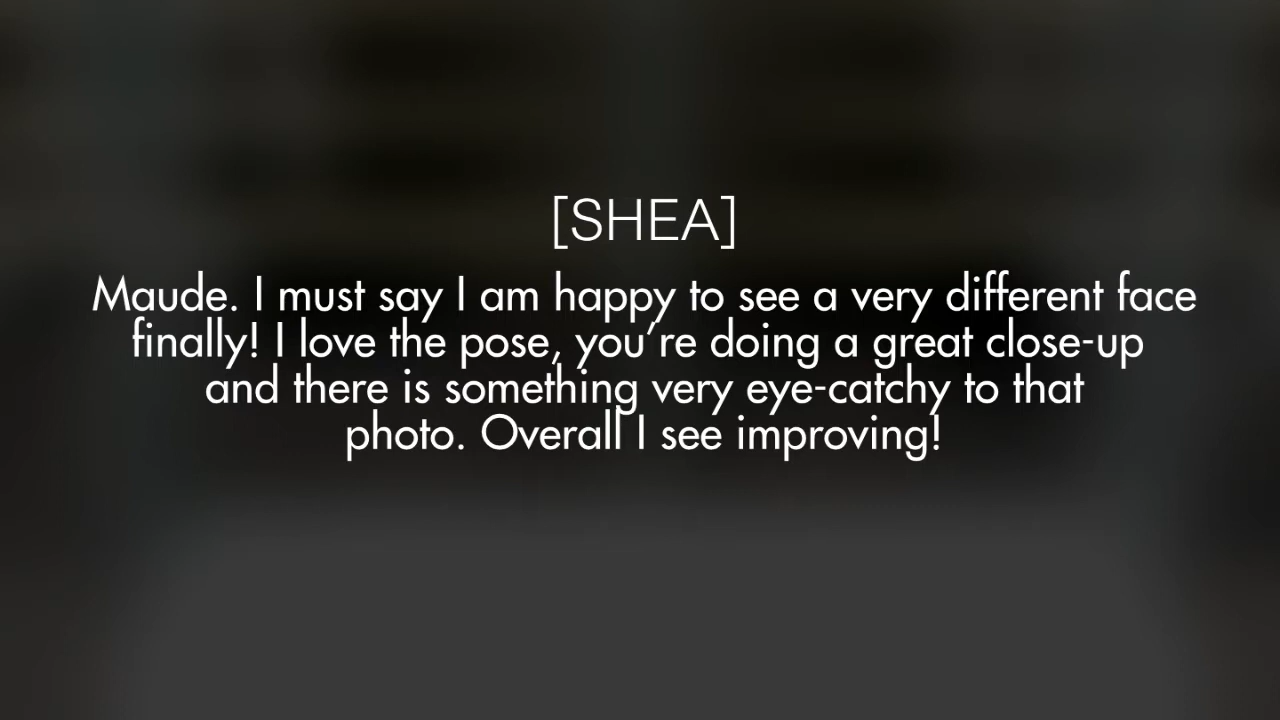 [SHEA]
Maude. I must say I am happy to see a very different face
finally! I love the pose, you're doing a great close-up
and there is something very eye-catchy to that
photo. Overall I see improving!